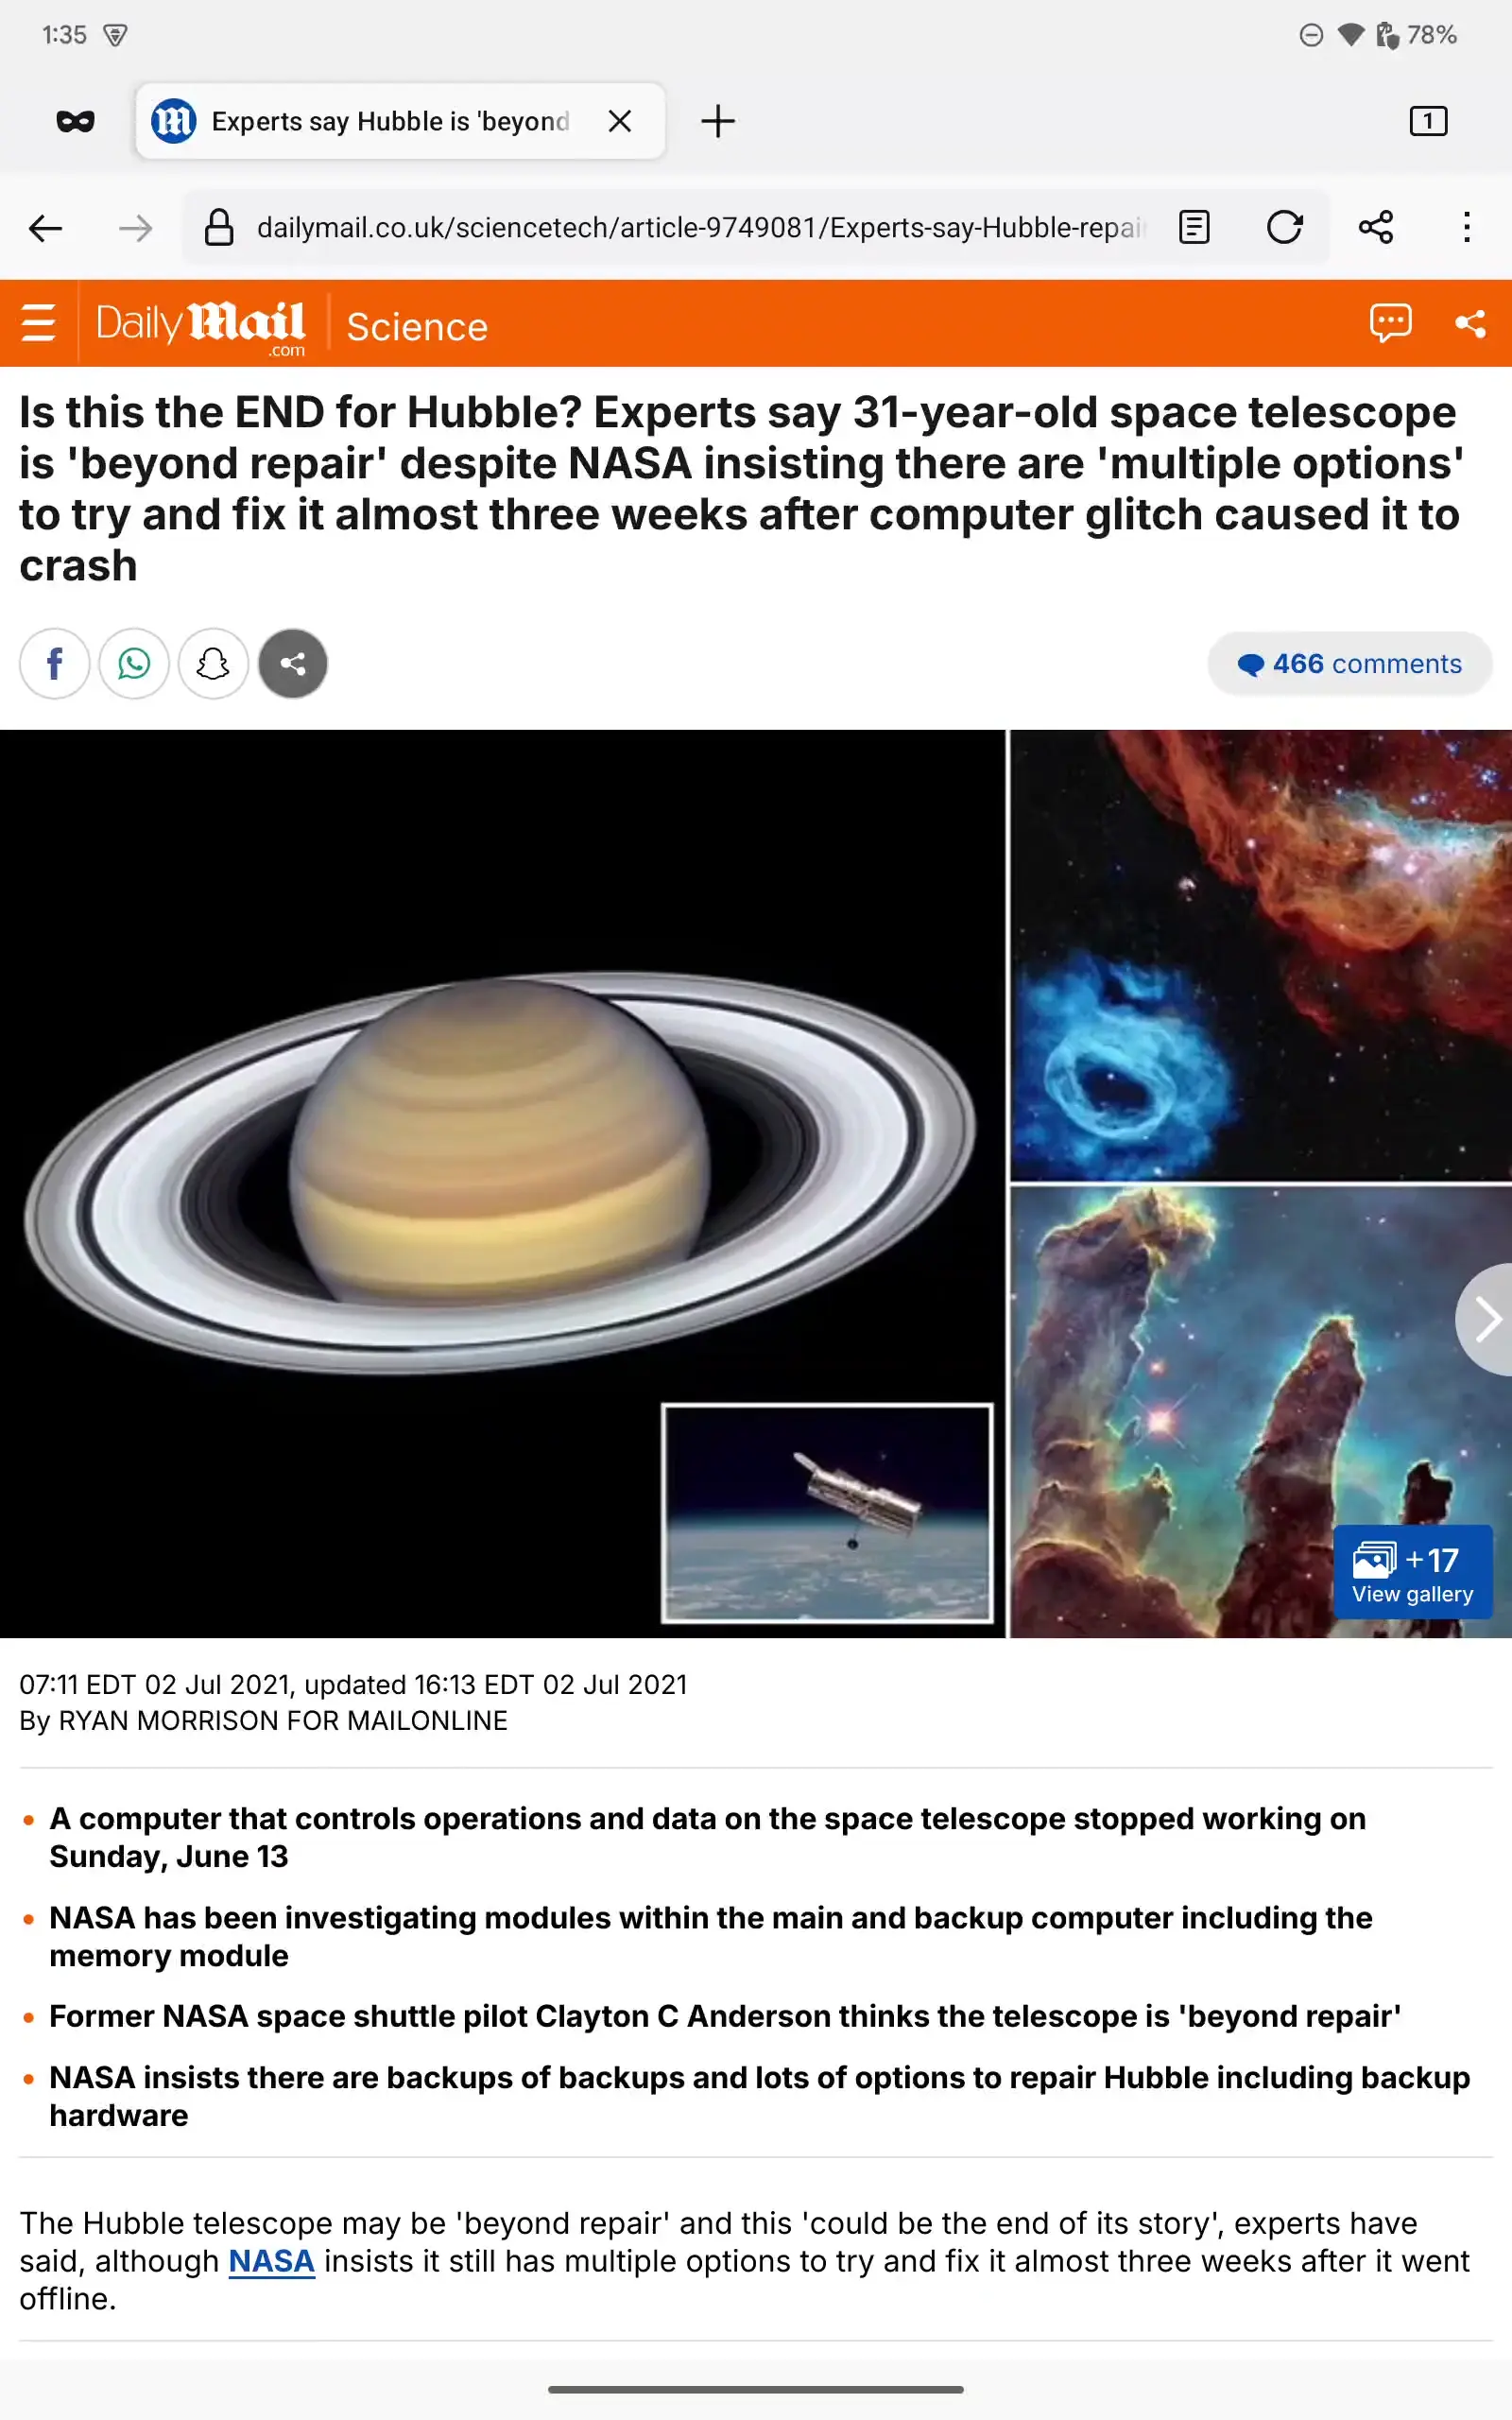 1:35
78%
Experts say Hubble is 'beyond
1
dailymail.co.uk/sciencetech/article-9749081/Experts-say-Hubble-repai
Daily Mail
.com
Science
Is this the END for Hubble? Experts say 31-year-old space telescope
is 'beyond repair' despite NASA insisting there are 'multiple options'
to try and fix it almost three weeks after computer glitch caused it to
crash
466 comments
+17
View gallery
07:11 EDT 02 Jul 2021, updated 16:13 EDT 02 Jul 2021
By RYAN MORRISON FOR MAILONLINE
• A computer that controls operations and data on the space telescope stopped working on
Sunday, June 13
• NASA has been investigating modules within the main and backup computer including the
memory module
• Former NASA space shuttle pilot Clayton C Anderson thinks the telescope is 'beyond repair'
• NASA insists there are backups of backups and lots of options to repair Hubble including backup
hardware
The Hubble telescope may be 'beyond repair' and this 'could be the end of its story', experts have
said, although NASA insists it still has multiple options to try and fix it almost three weeks after it went
offline.